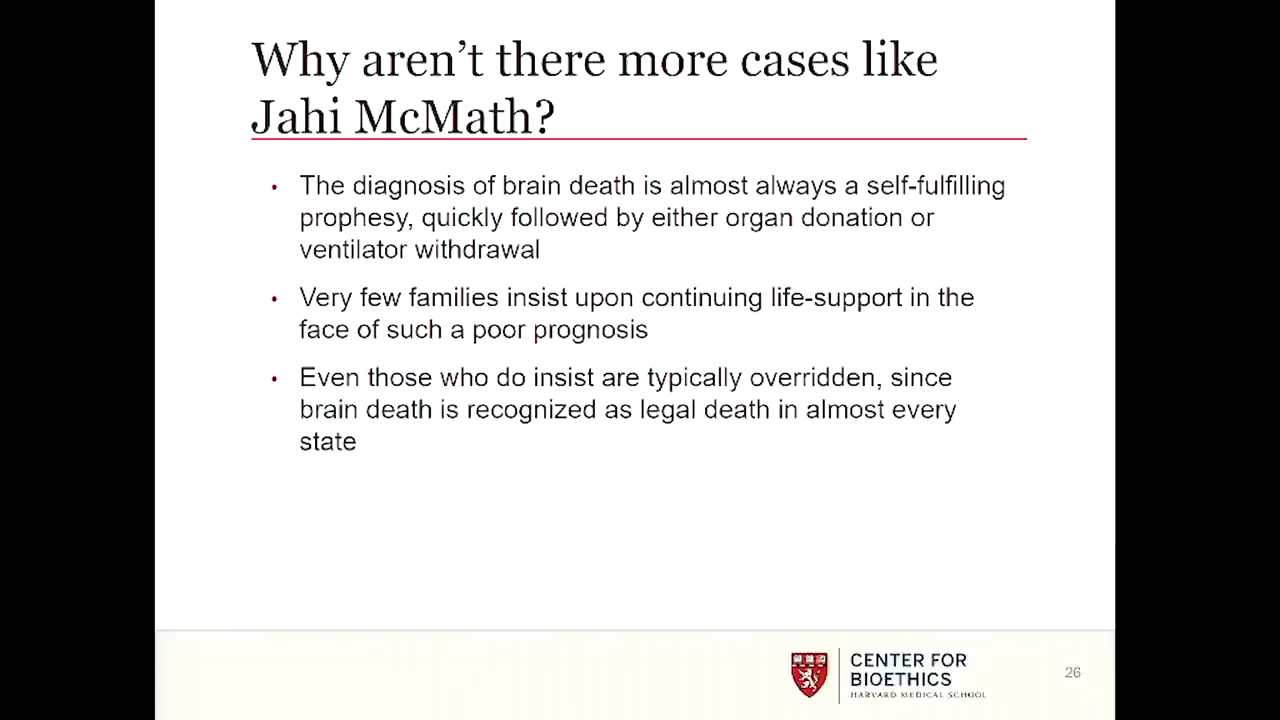 Why aren’t there more cases like
Jahi McMath?
• The diagnosis of brain death is almost always a self-fulfilling
prophesy, quickly followed by either organ donation or
ventilator withdrawal
• Very few families insist upon continuing life-support in the
face of such a poor prognosis
• Even those who do insist are typically overridden, since
brain death is recognized as legal death in almost every
state
CENTER FOR
BIOETHICS
HARVARD MEDICAL SCHOOL
26